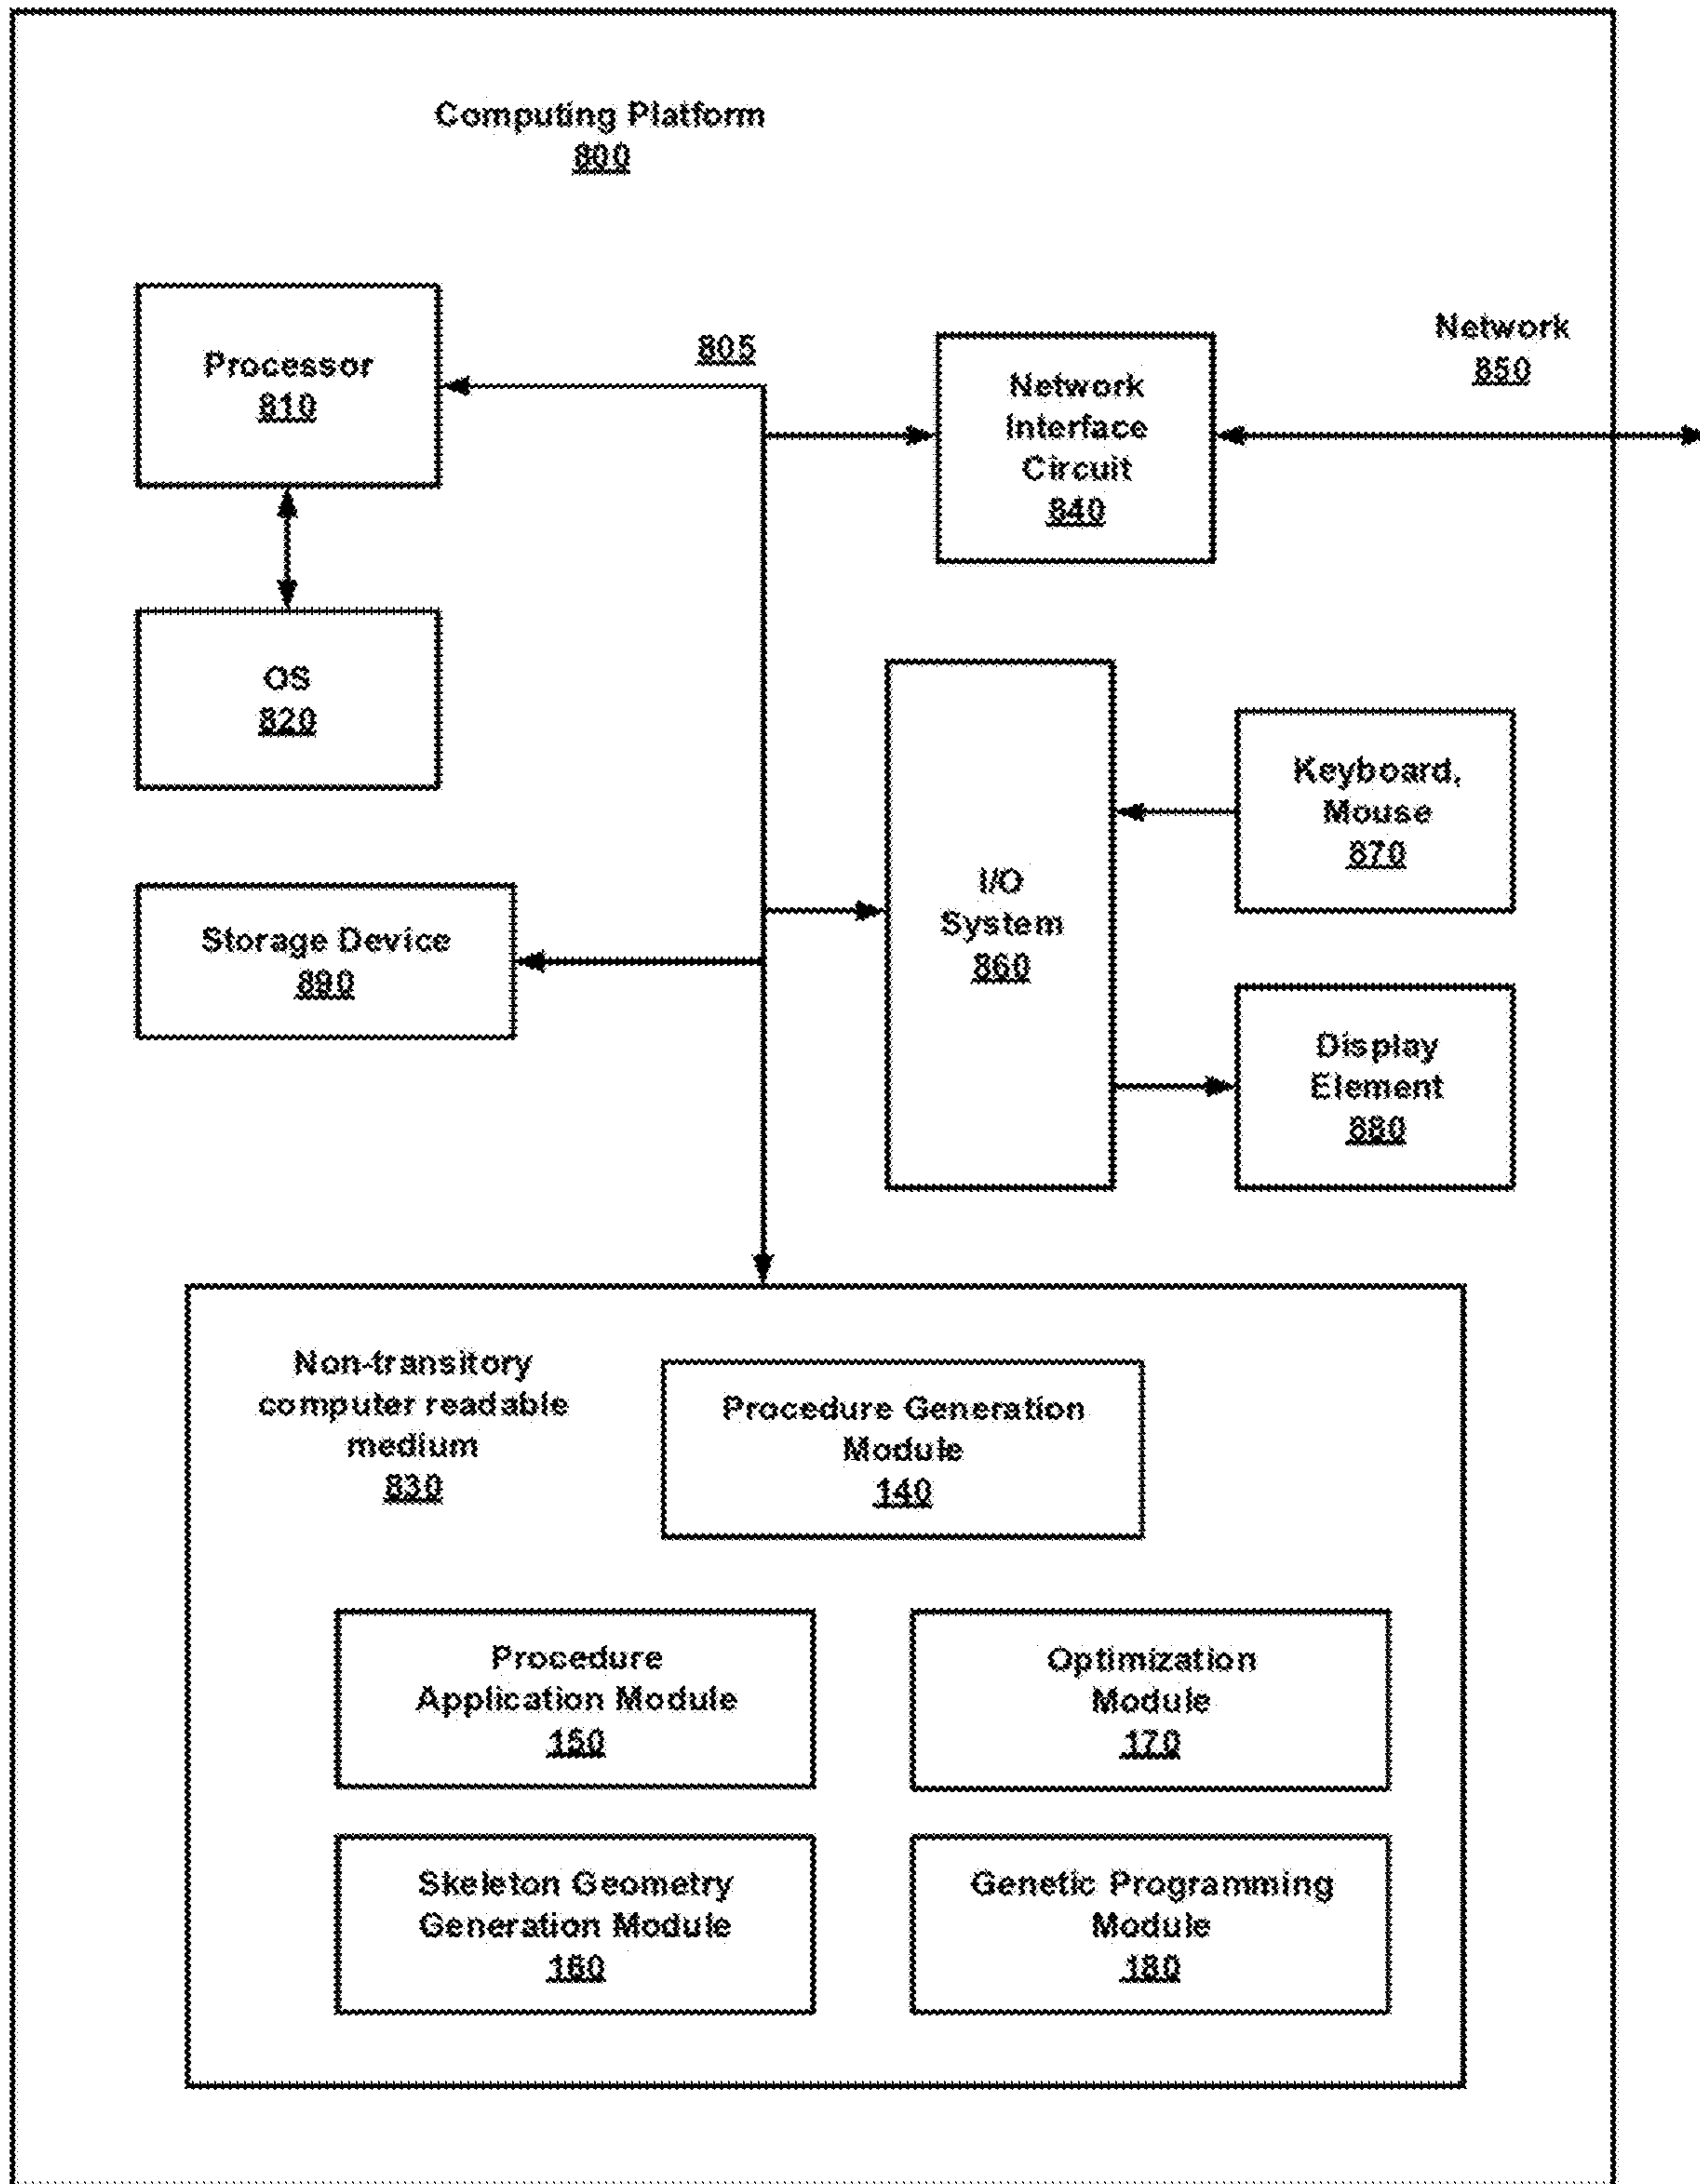 Computing Platform
800
Processor
810
805
Network
Interface
Circuit
840
Network
850
OS
820
Keyboard,
Mouse
870
I/O
System
860
Storage Device
890
Display
Element
880
Non-transitory
computer readable
medium
830
Procedure Generation
Module
140
Procedure
Application Module
150
Optimization
Module
170
Skeleton Geometry
Generation Module
160
Genetic Programming
Module
180